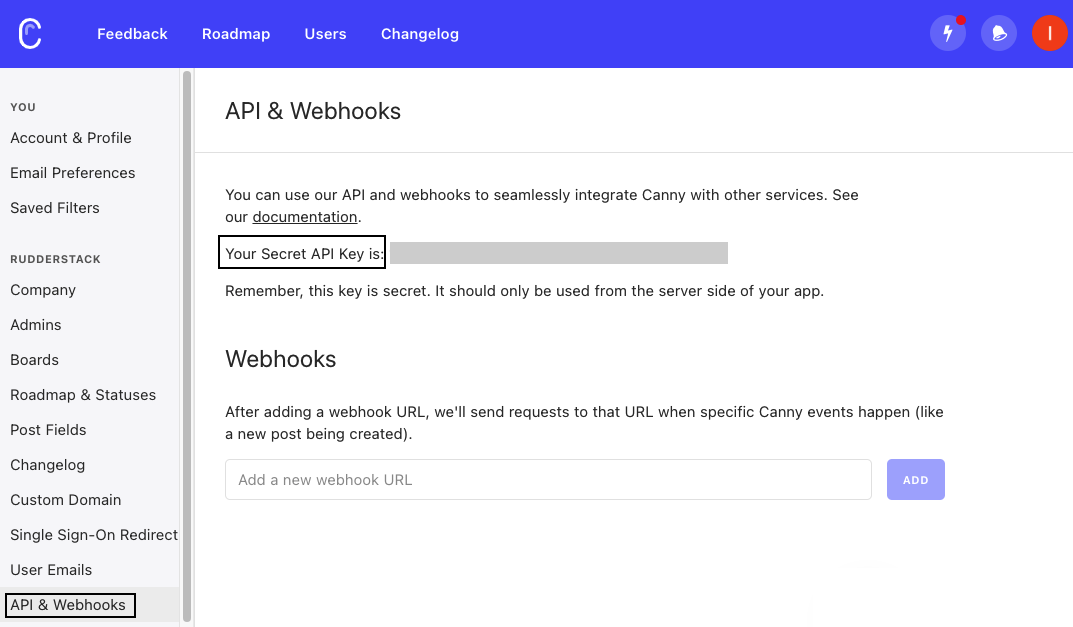 Feedback Roadmap Users Changelog I
YOU
Account & Profile
Email Preferences
Saved Filters
RUDDERSTACK
Company
Admins
Boards
Roadmap & Statuses
Post Fields
Changelog
Custom Domain
Single Sign-On Redirect
User Emails
API & Webhooks
API & Webhooks
You can use our API and webhooks to seamlessly integrate Canny with other services. See
our documentation.
Your Secret API Key is:
Remember, this key is secret. It should only be used from the server side of your app.
Webhooks
After adding a webhook URL, we'll send requests to that URL when specific Canny events happen (like
a new post being created).
Add a new webhook URL ADD